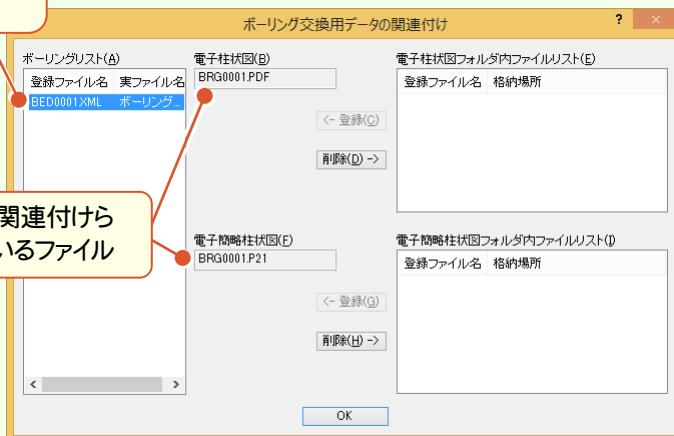 ボーリング交換用データの関連付け
? ×
ボーリングリスト(A)
登録ファイル名 実ファイル名
BED0001.XML ボーリング...
電子柱状図(B)
BRG0001.PDF
<- 登録(C)
削除(D) ->
電子柱状図フォルダ内ファイルリスト(E)
登録ファイル名 格納場所
関連付けら
いるファイル
電子簡略柱状図(F)
BRG0001.P21
<- 登録(G)
削除(H) ->
電子簡略柱状図フォルダ内ファイルリスト(I)
登録ファイル名 格納場所
OK